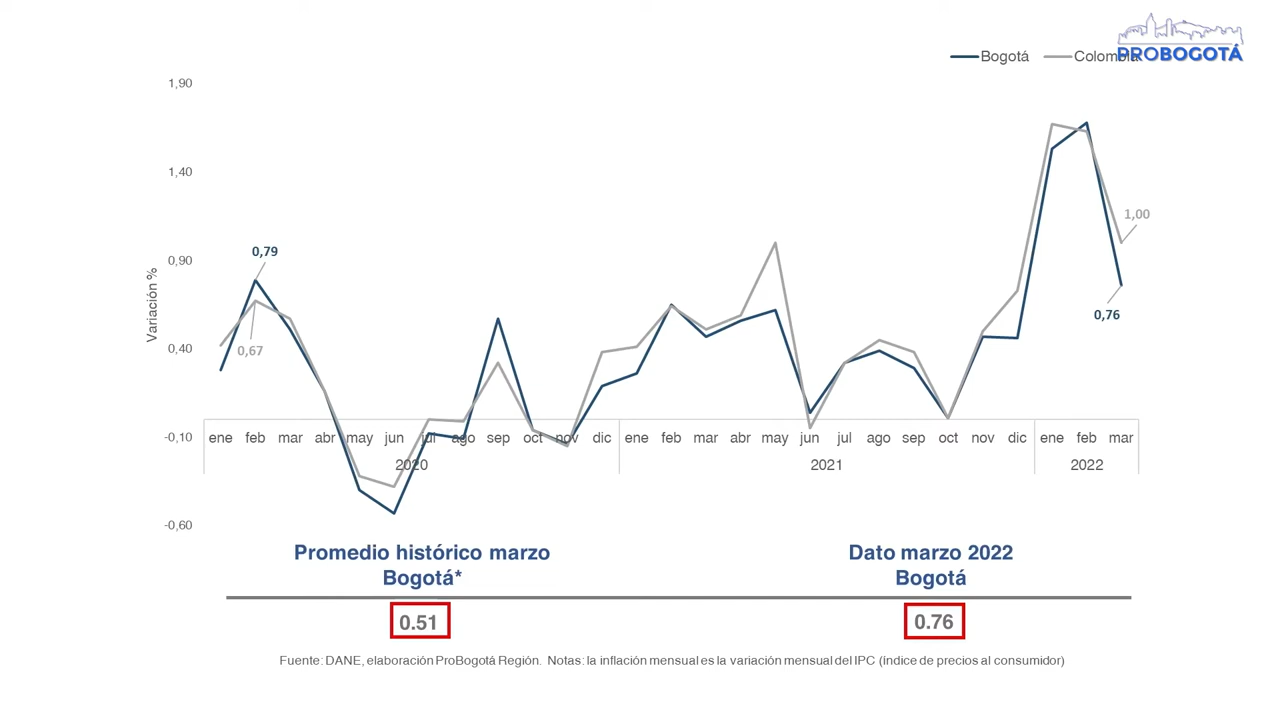 PROBOGOTÁ
Bogotá
Colombia
1,90
1,40
0,90
0,40
-0,10
-0,60
Variación %
0,79
0,67
1,00
0,76
ene feb mar abr may jun jul ago sep oct nov dic ene feb mar abr may jun jul ago sep oct nov dic ene feb mar
2020 2021 2022
Promedio histórico marzo
Bogotá*
Dato marzo 2022
Bogotá
0.51
0.76
Fuente: DANE, elaboración ProBogotá Región. Notas: la inflación mensual es la variación mensual del IPC (índice de precios al consumidor)